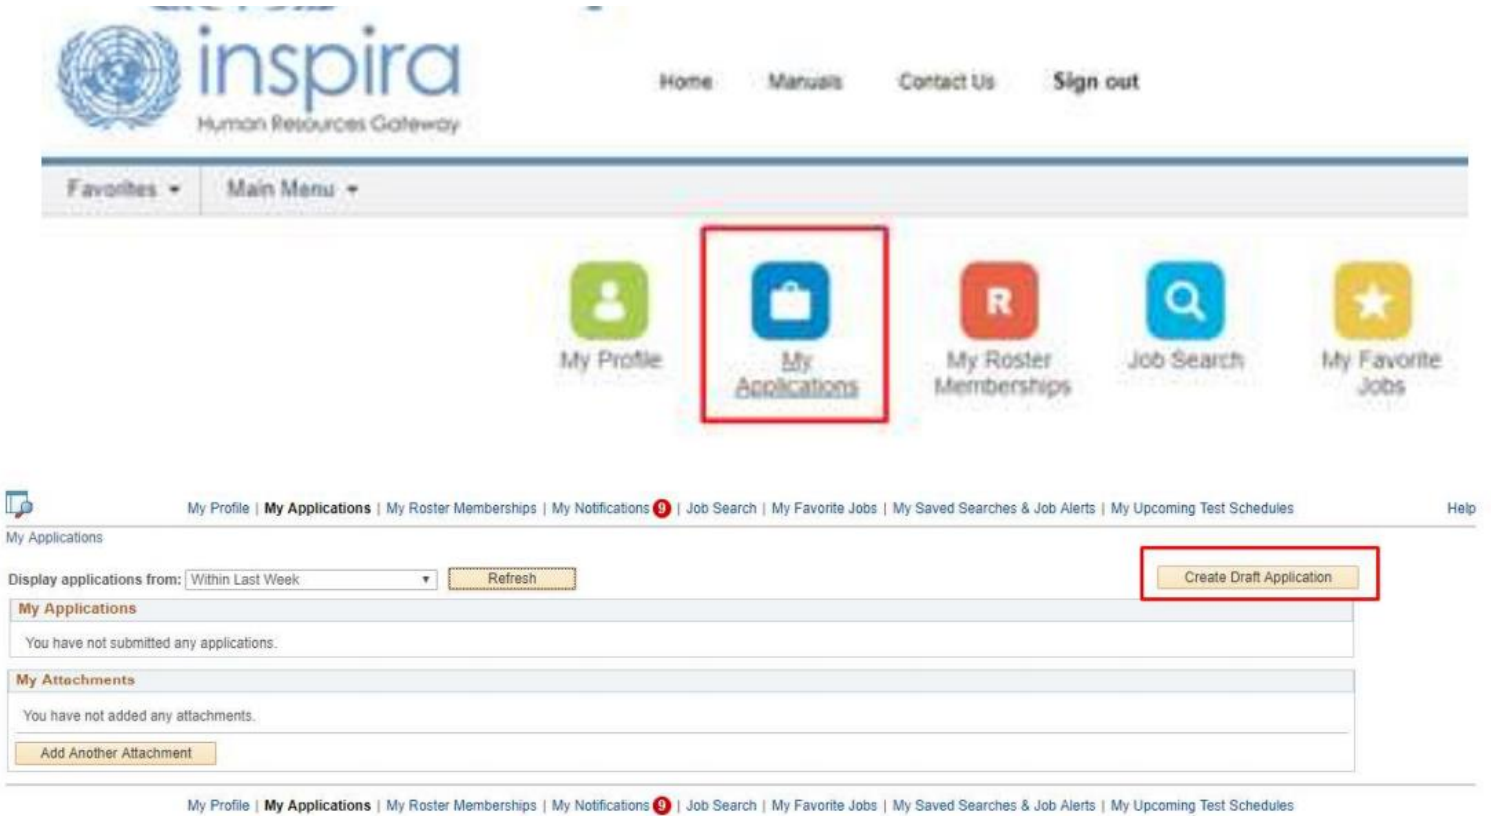 inspira
Human Resources Gateway
Home Manuals Contact Us Sign out
Favorites Main Menu
My Profile
My Applications
R
My Roster Memberships
Job Search
My Favorite Jobs
My Profile | My Applications | My Roster Memberships | My Notifications 9 | Job Search | My Favorite Jobs | My Saved Searches & Job Alerts | My Upcoming Test Schedules Help
My Applications
Display applications from: Within Last Week Refresh Create Draft Application
My Applications
You have not submitted any applications.
My Attachments
You have not added any attachments.
Add Another Attachment
My Profile | My Applications | My Roster Memberships | My Notifications 9 | Job Search | My Favorite Jobs | My Saved Searches & Job Alerts | My Upcoming Test Schedules